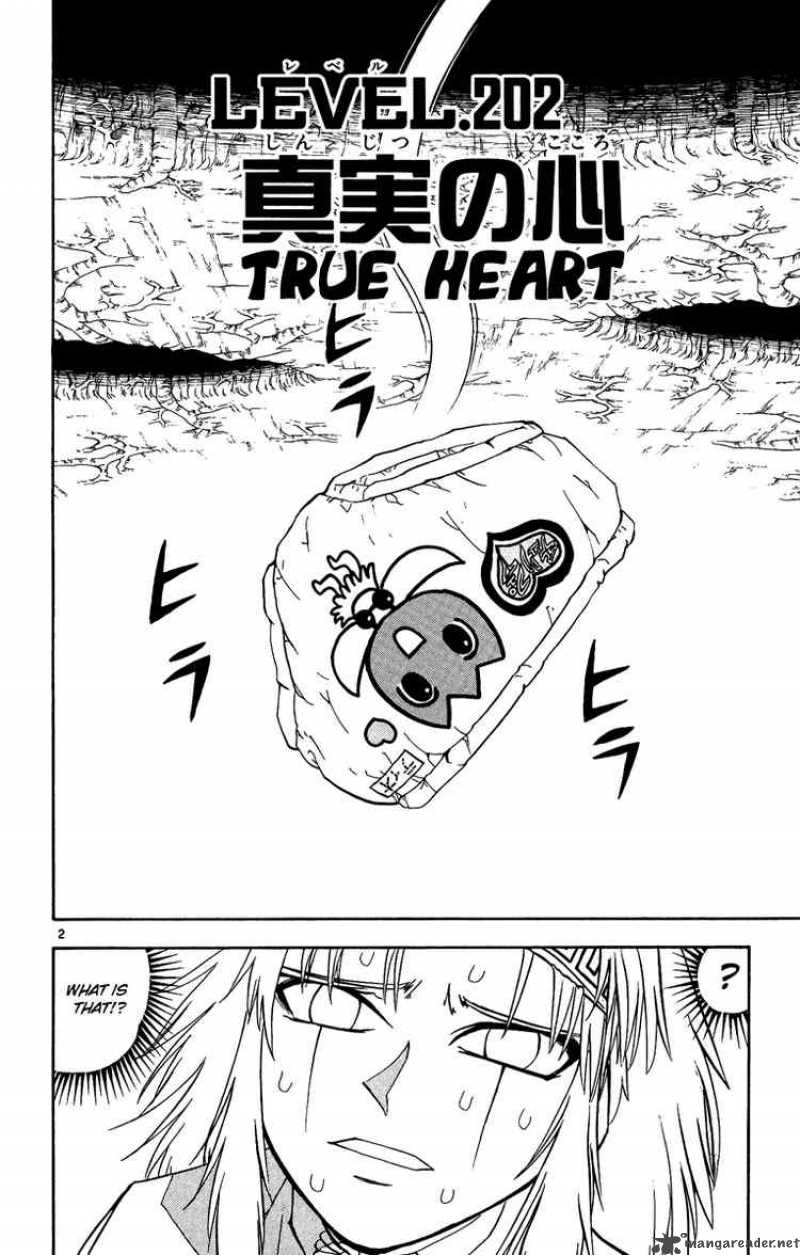 レベル
LEVEL.202
しんじつ こころ
真実の心
TRUE HEART
ヒラ
ヒラ
ヒラ
2
WHAT IS
THAT!?
?
mangareader.net